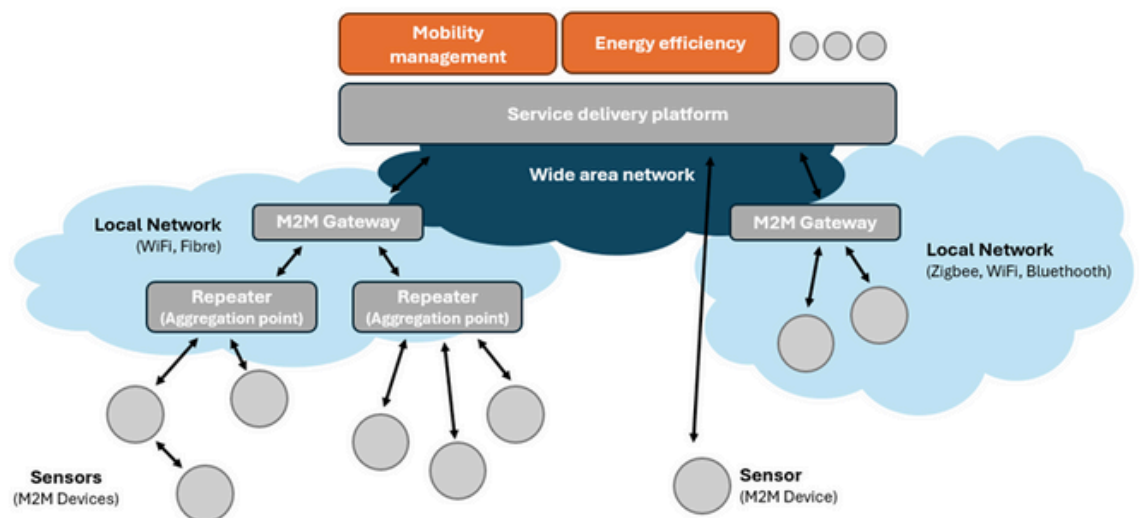 Mobility
management
Energy efficiency
Service delivery platform
Wide area network
M2M Gateway
M2M Gateway
Local Network
(WiFi, Fibre)
Local Network
(Zigbee, WiFi, Bluethooth)
Repeater
(Aggregation point)
Repeater
(Aggregation point)
Sensors
(M2M Devices)
Sensor
(M2M Device)